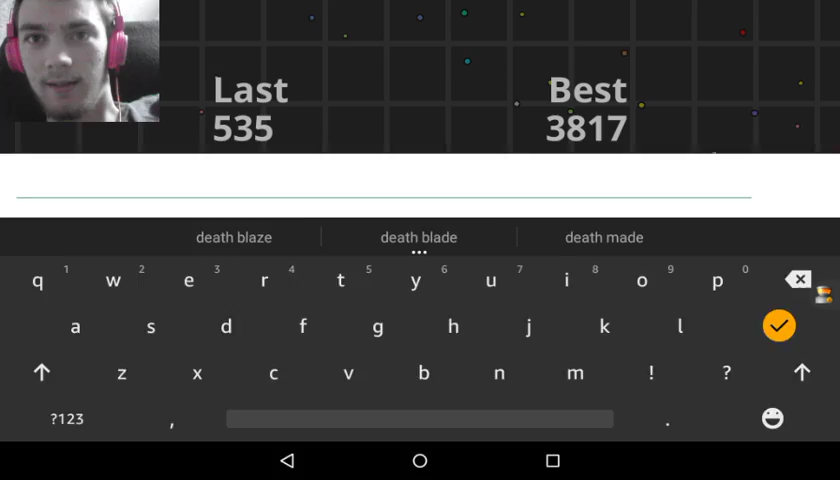 Last Best
535 3817
death blaze death blade death made
q 1 w 2 e 3 r 4 t 5 y 6 u 7 i 8 o 9 p 0
a s d f g h j k l
z x c v b n m ! ?
?123 , .